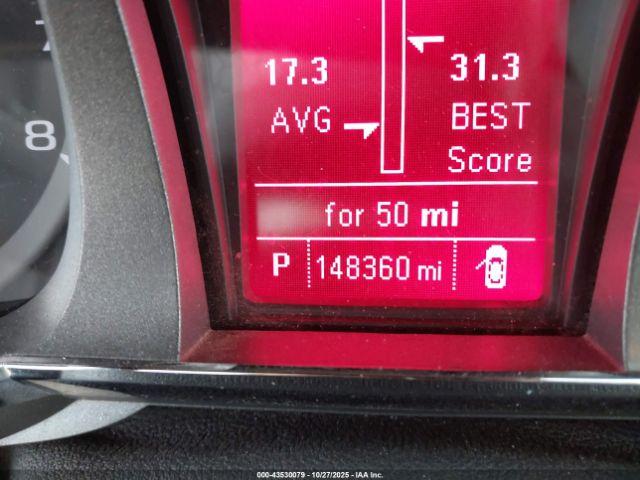 7
8
17.3
31.3
AVG
BEST
Score
for 50 mi
P 148360 mi
000-43530079 | 10/27/2025 | IAA Inc.